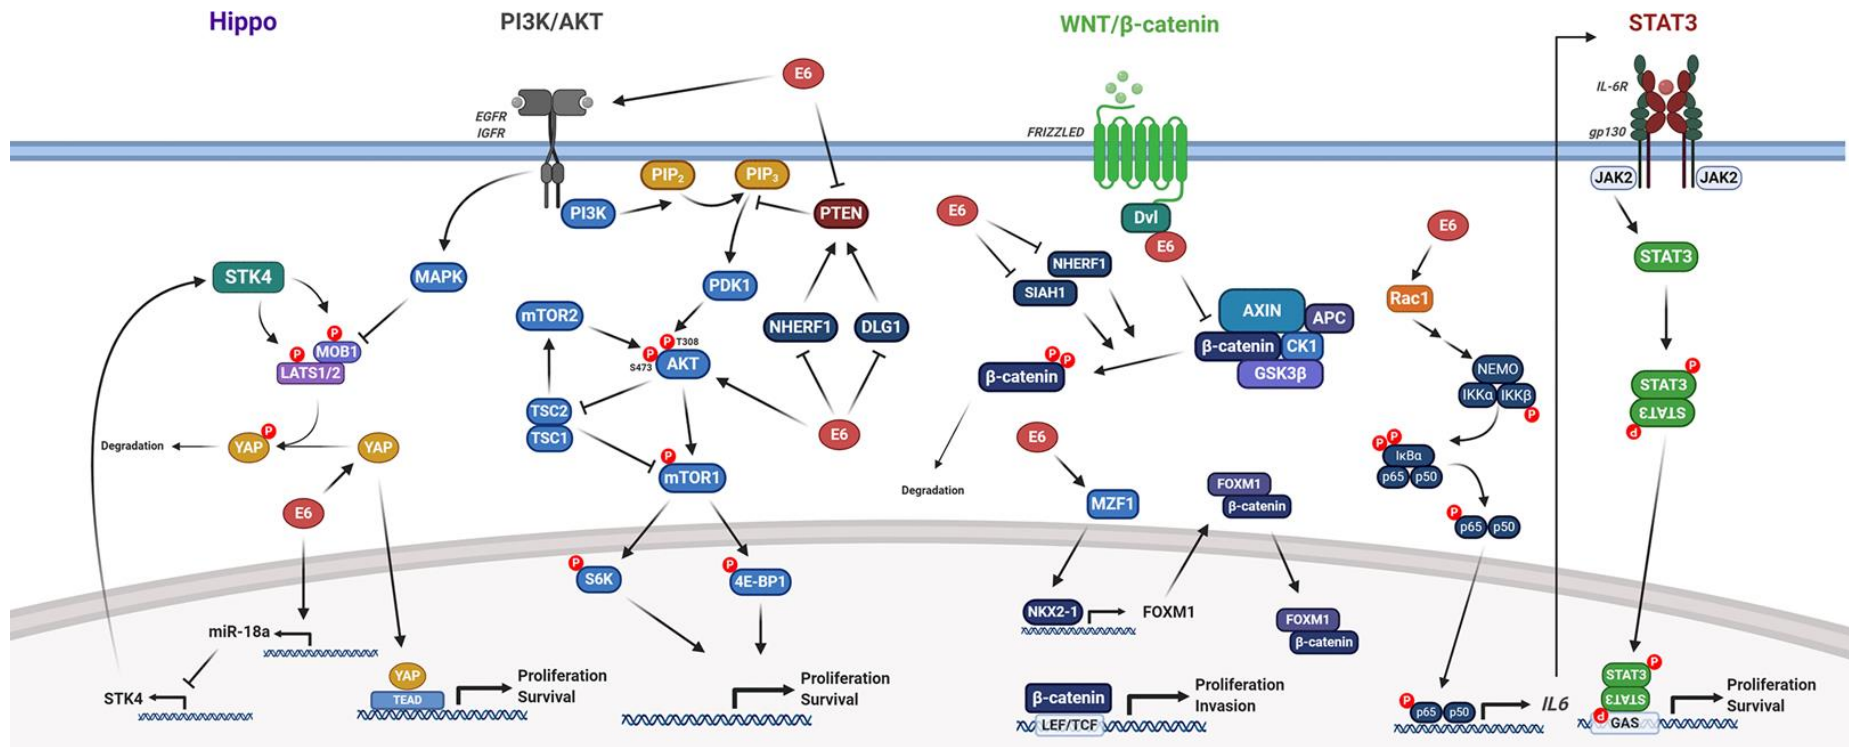 Hippo
PI3K/AKT
WNT/β-catenin
STAT3
E6
EGFR
IGFR
PIP₂
PIP₃
PI3K
PTEN
STK4
MAPK
PDK1
mTOR2
NHERF1
DLG1
P
MOB1
P
LATS1/2
P
T308
P
S473
AKT
TSC2
TSC1
E6
Degradation
YAP
P
YAP
E6
P
mTOR1
P
S6K
P
4E-BP1
miR-18a
STK4
YAP
TEAD
Proliferation
Survival
Proliferation
Survival
FRIZZLED
Dvl
E6
E6
NHERF1
SIAH1
AXIN
APC
β-catenin
CK1
GSK3β
P
P
β-catenin
Degradation
E6
MZF1
FOXM1
β-catenin
NKX2-1
FOXM1
FOXM1
β-catenin
β-catenin
LEF/TCF
Proliferation
Invasion
E6
Rac1
NEMO
IKKα
IKKβ
P
P
P
IκBα
p65
p50
P
p65
p50
P
p65
p50
IL6
IL-6R
gp130
JAK2
JAK2
STAT3
P
STAT3
STAT3
P
P
STAT3
STAT3
P
GAS
Proliferation
Survival